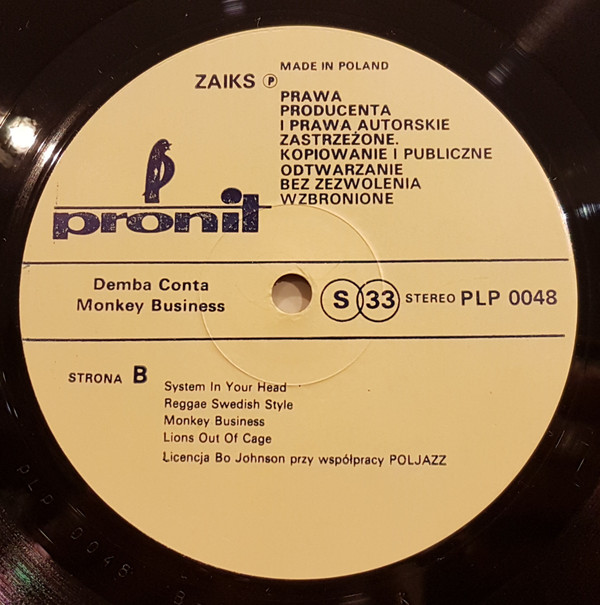 MADE IN POLAND
ZAIKS Ⓟ
PRAWA
PRODUCENTA
I PRAWA AUTORSKIE
ZASTRZEŻONE.
KOPIOWANIE I PUBLICZNE
ODTWARZANIE
BEZ ZEZWOLENIA
WZBRONIONE
pronit
Demba Conta
Monkey Business
S 33 STEREO PLP 0048
STRONA B
System In Your Head
Reggae Swedish Style
Monkey Business
Lions Out Of Cage
Licencja Bo Johnson przy współpracy POLJAZZ
PLP 0048 B